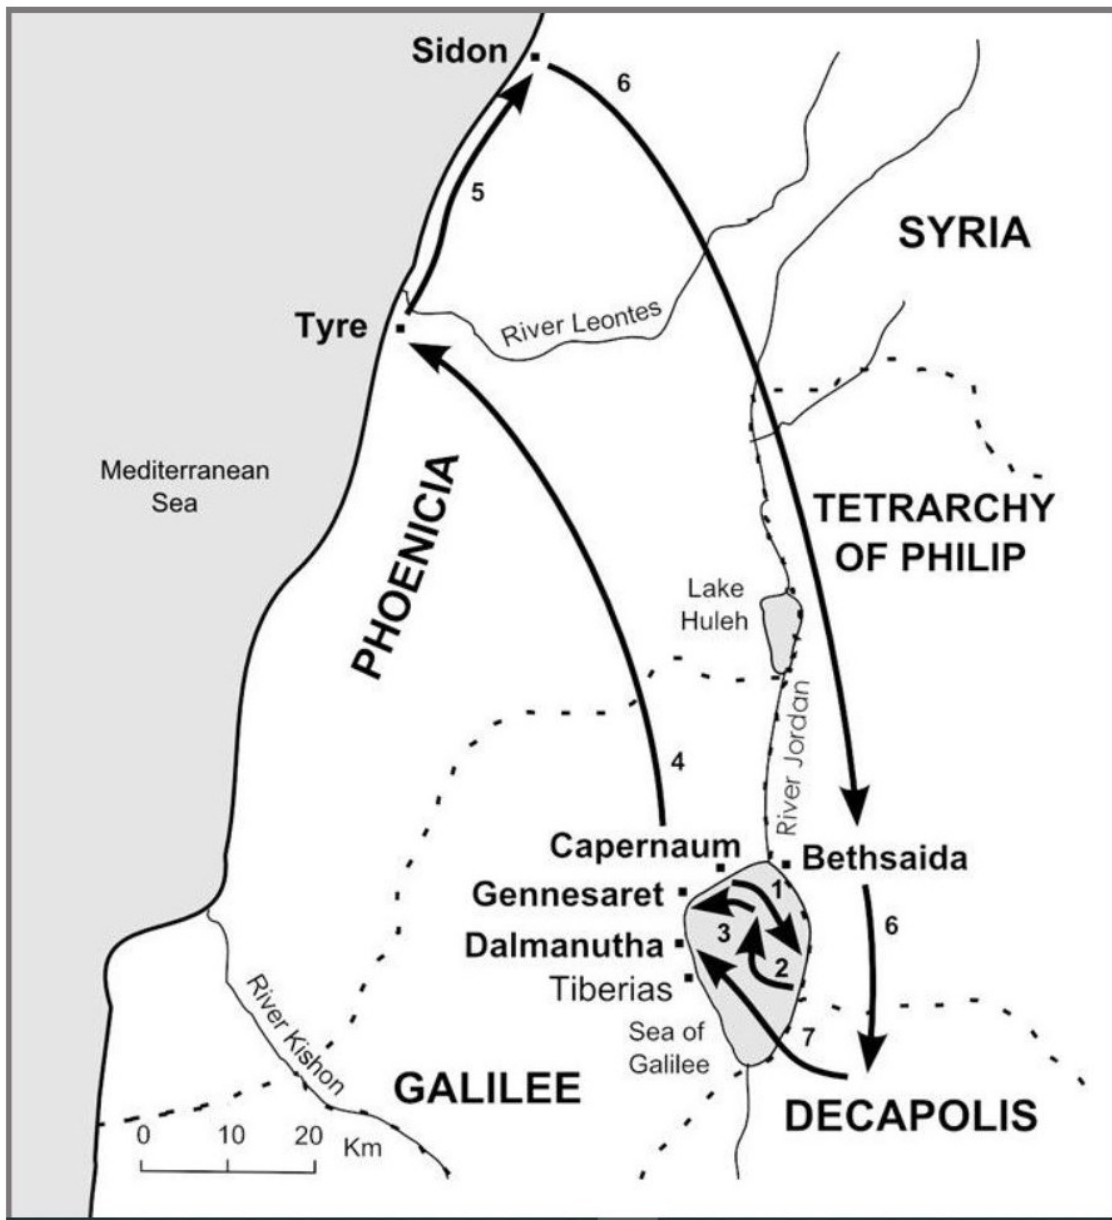 Sidon
6
5
SYRIA
Tyre
River Leontes
Mediterranean
Sea
PHOENICIA
TETRARCHY
OF PHILIP
Lake
Huleh
River Jordan
4
Capernaum
Bethsaida
Gennesaret
1
3
6
Dalmanutha
2
Tiberias
River Kishon
Sea of
Galilee
7
GALILEE
DECAPOLIS
0 10 20 Km